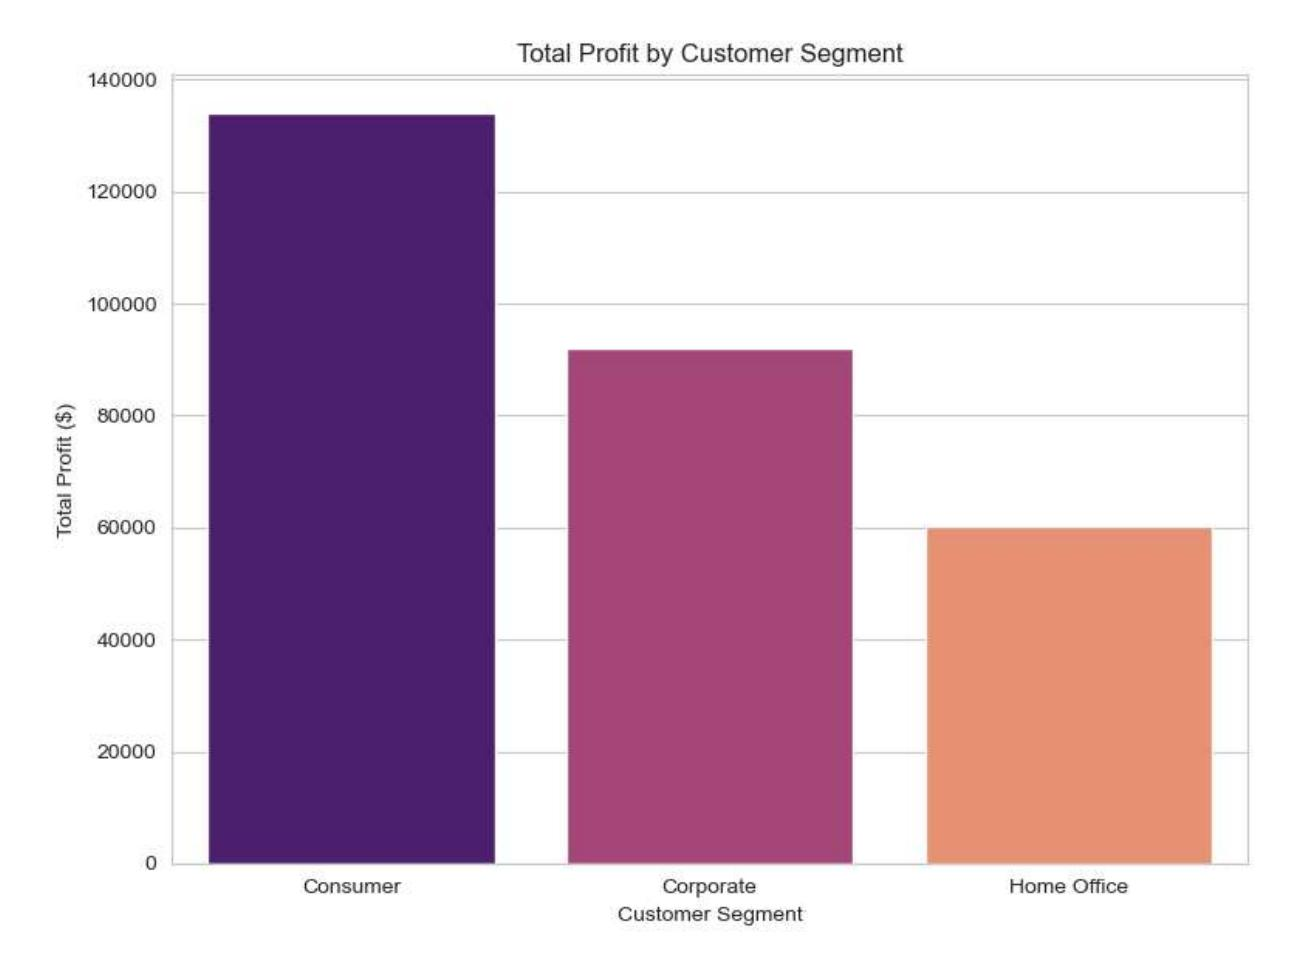 Total Profit by Customer Segment
140000
120000
100000
80000
60000
40000
20000
0
Total Profit ($)
Consumer Corporate Home Office
Customer Segment